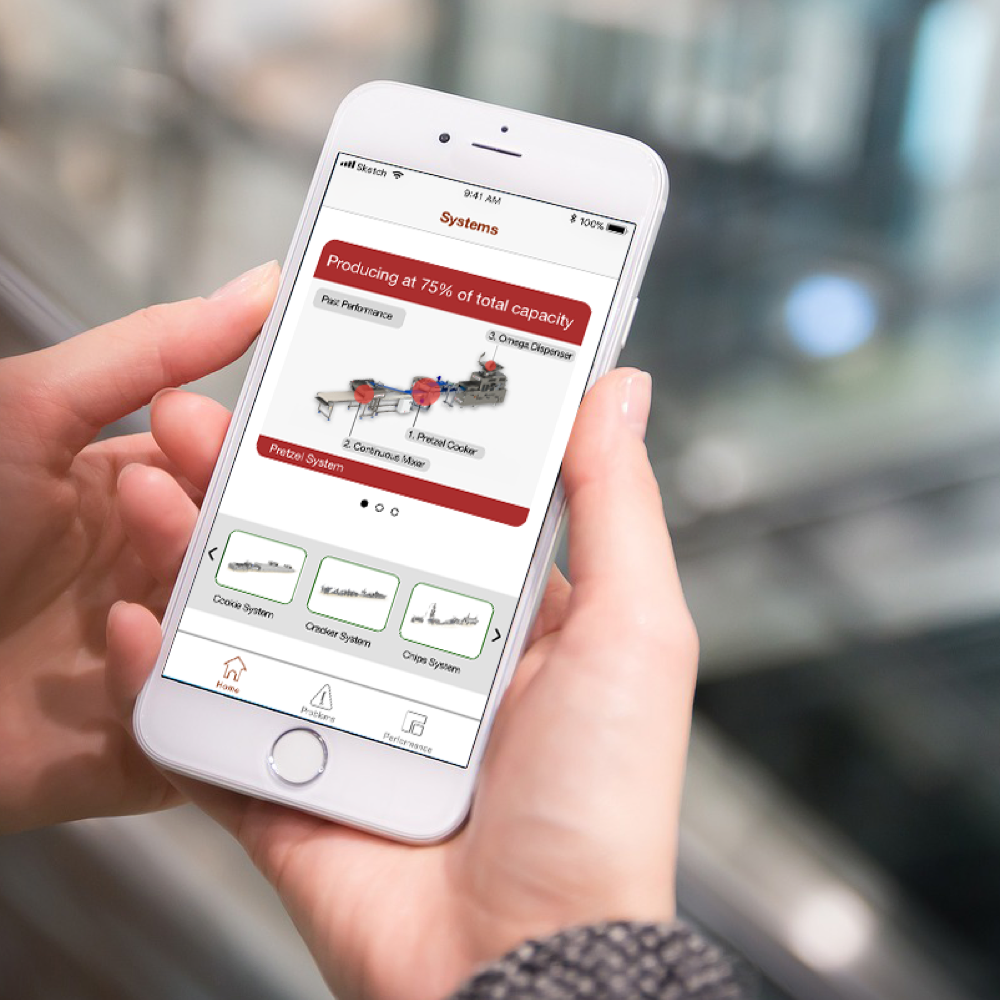 Sketch
9:41 AM
100%
Systems
Producing at 75% of total capacity
Past Performance
3. Omega Dispenser
1. Pretzel Cooker
2. Continuous Mixer
Pretzel System
Cookie System
Cracker System
Chips System
Home
Problems
Performance